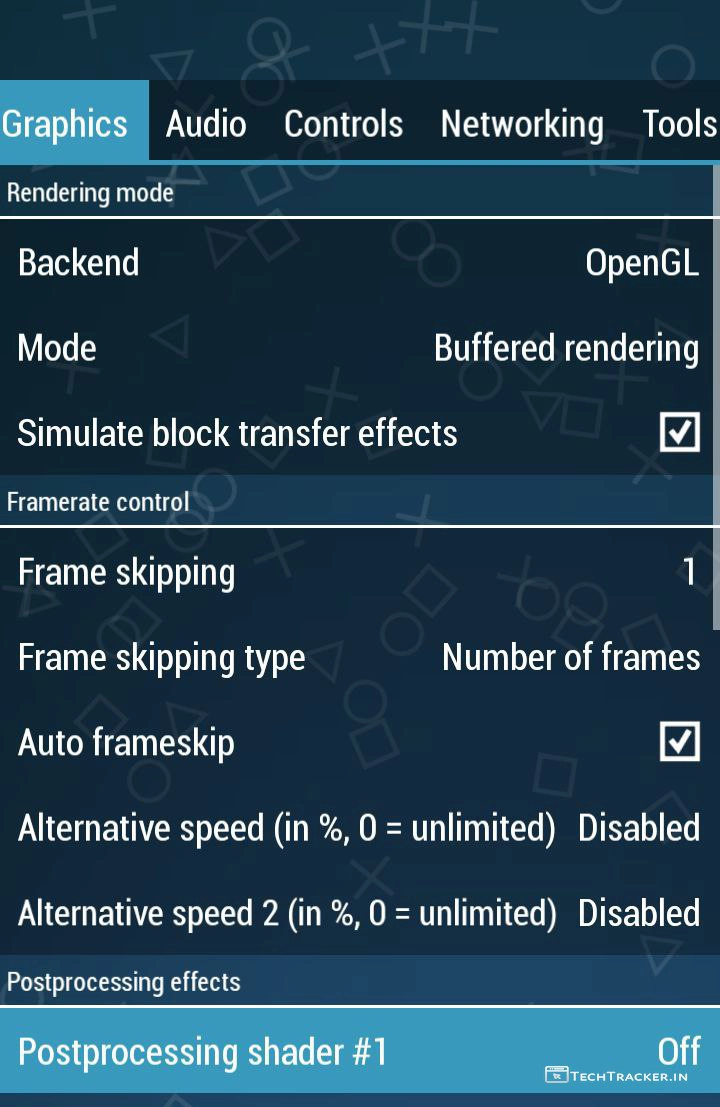 Graphics Audio Controls Networking Tools
Rendering mode
Backend OpenGL
Mode Buffered rendering
Simulate block transfer effects
Framerate control
Frame skipping 1
Frame skipping type Number of frames
Auto frameskip
Alternative speed (in %, 0 = unlimited) Disabled
Alternative speed 2 (in %, 0 = unlimited) Disabled
Postprocessing effects
Postprocessing shader #1 Off
TECHTRACKER.IN